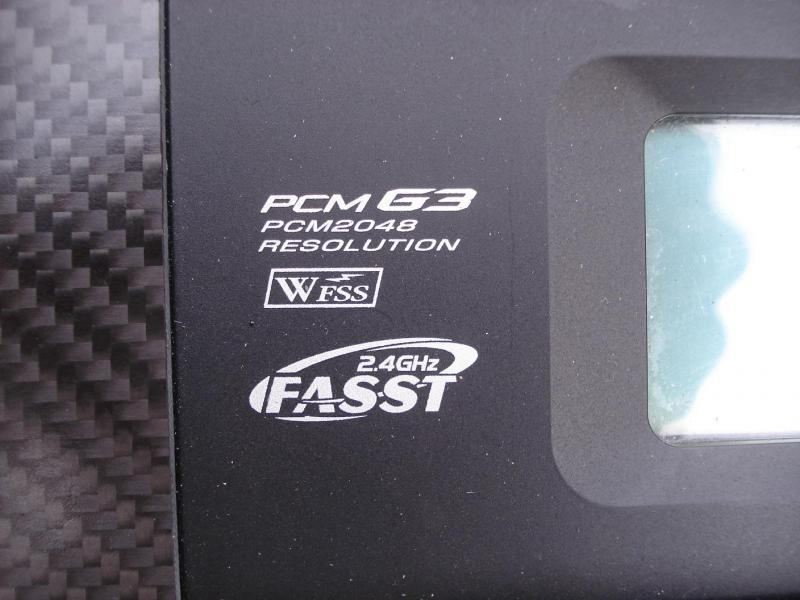 PCM G3
PCM2048
RESOLUTION
WFSS
2.4GHz
FASST